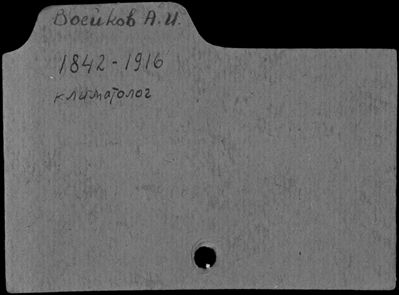 Воейков А.И.
1842-1916
климатолог